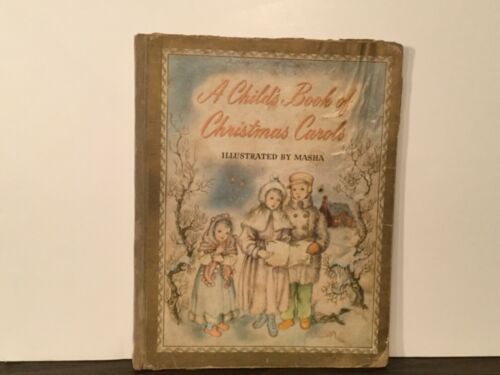 A Child's Book of
Christmas Carols
ILLUSTRATED BY MASHA